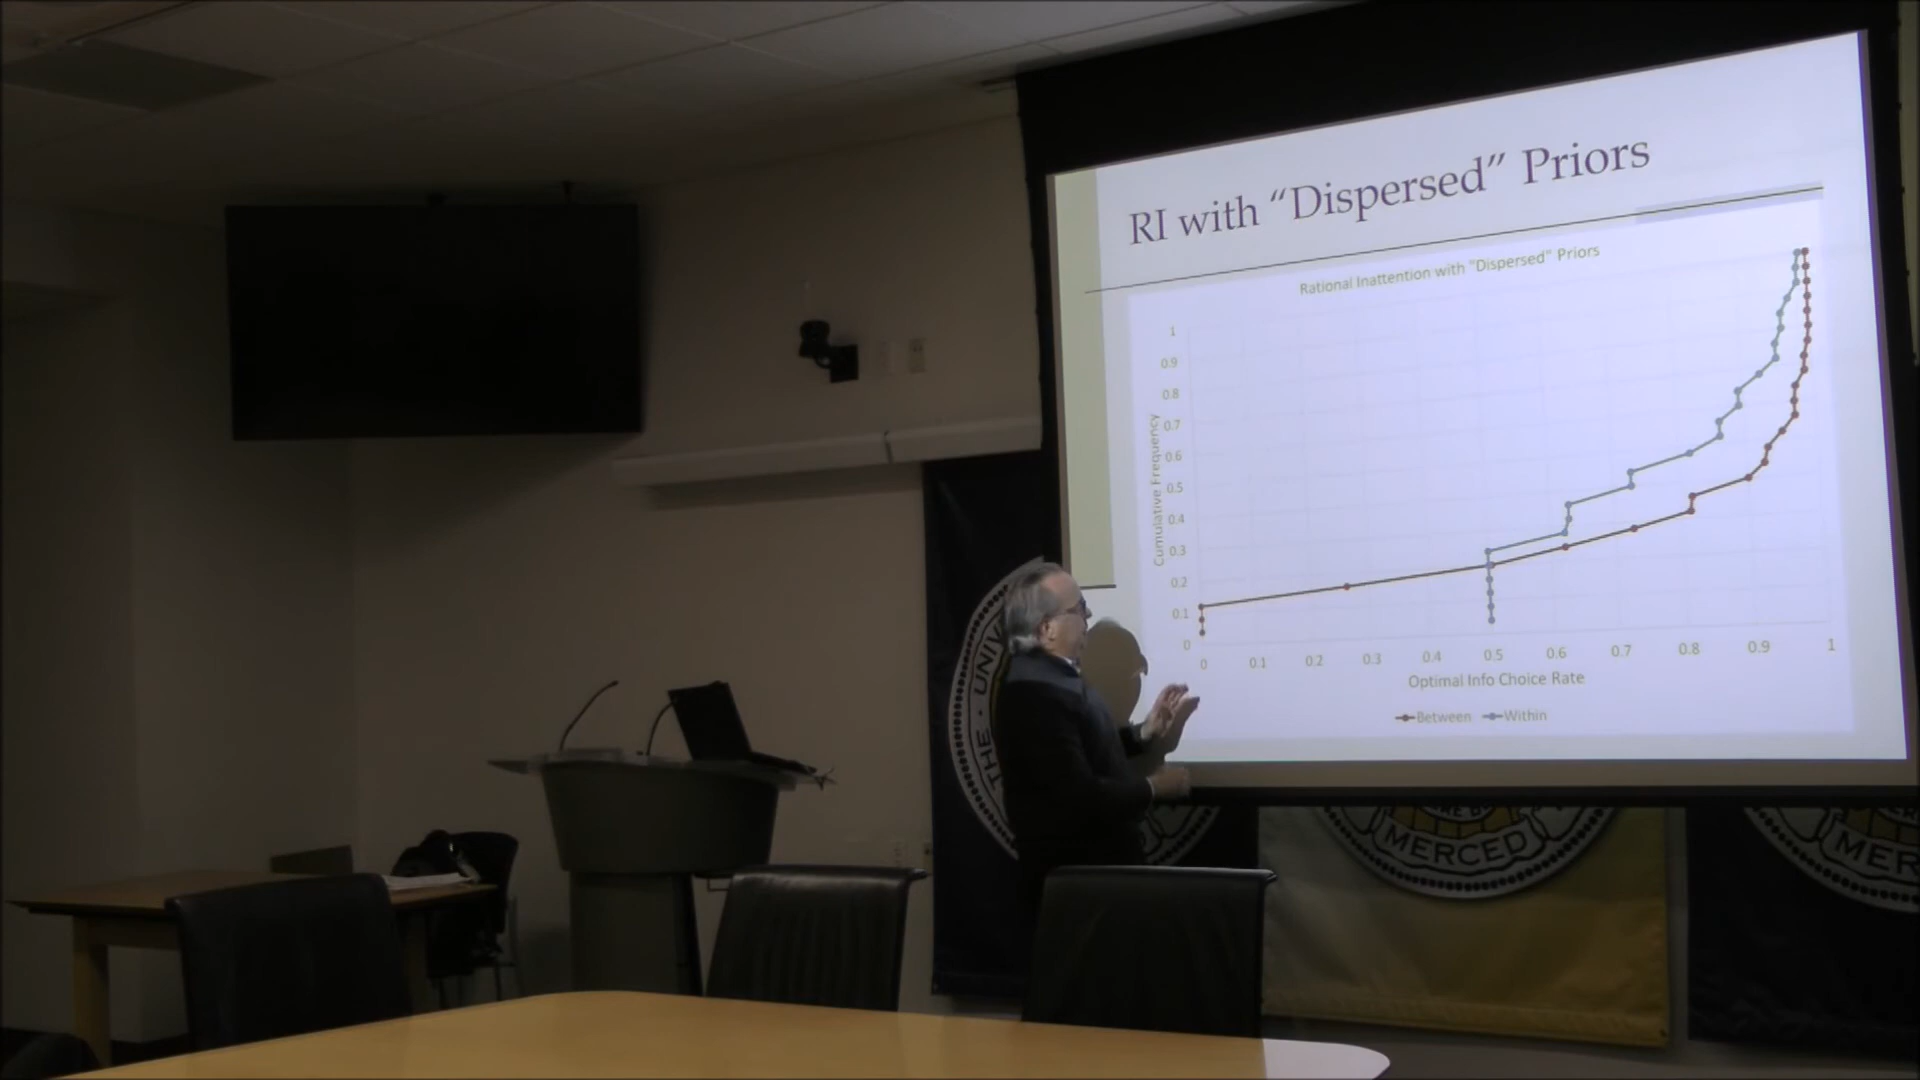 RI with “Dispersed” Priors
Rational Inattention with "Dispersed" Priors
1
0.9
0.8
0.7
0.6
0.5
0.4
0.3
0.2
0.1
0
Cumulative Frequency
0 0.1 0.2 0.3 0.4 0.5 0.6 0.7 0.8 0.9 1
Optimal Info Choice Rate
Between Within
THE · UNIV
MERCED
MER